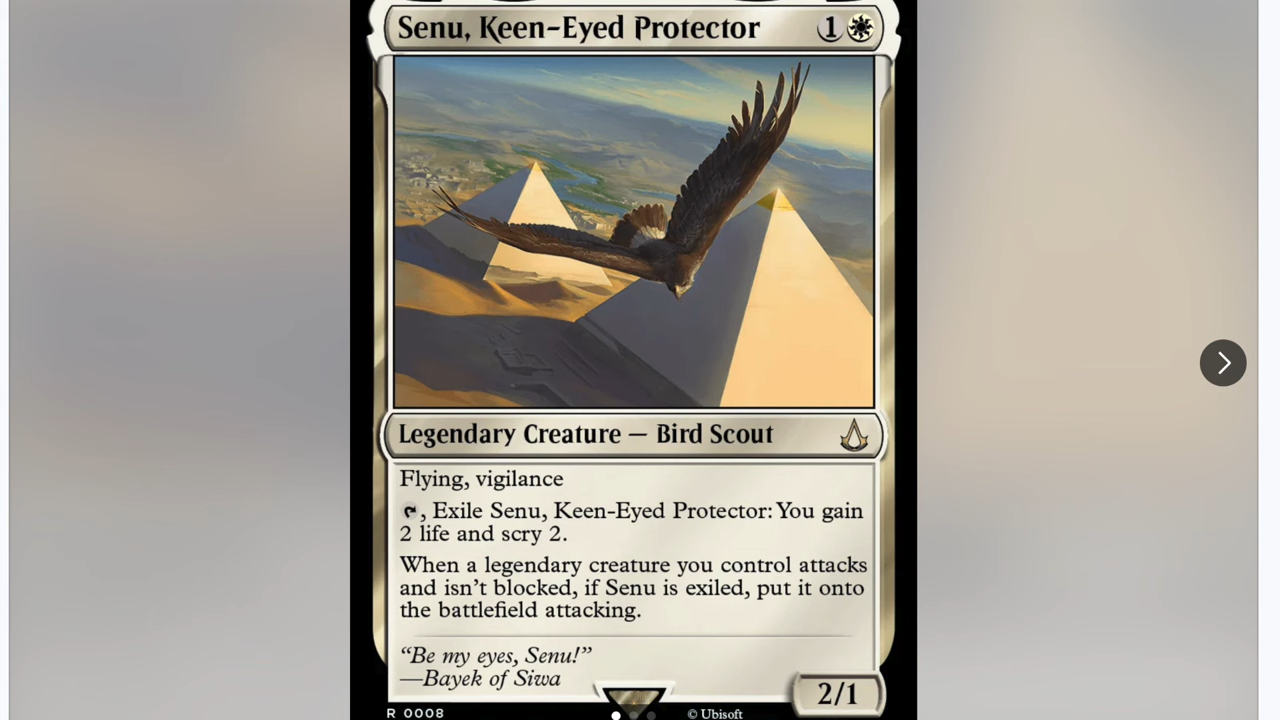 Senu, Keen-Eyed Protector 1
Legendary Creature — Bird Scout
Flying, vigilance
, Exile Senu, Keen-Eyed Protector: You gain
2 life and scry 2.
When a legendary creature you control attacks
and isn't blocked, if Senu is exiled, put it onto
the battlefield attacking.
“Be my eyes, Senu!”
—Bayek of Siwa
2/1
R 0008
© Ubisoft